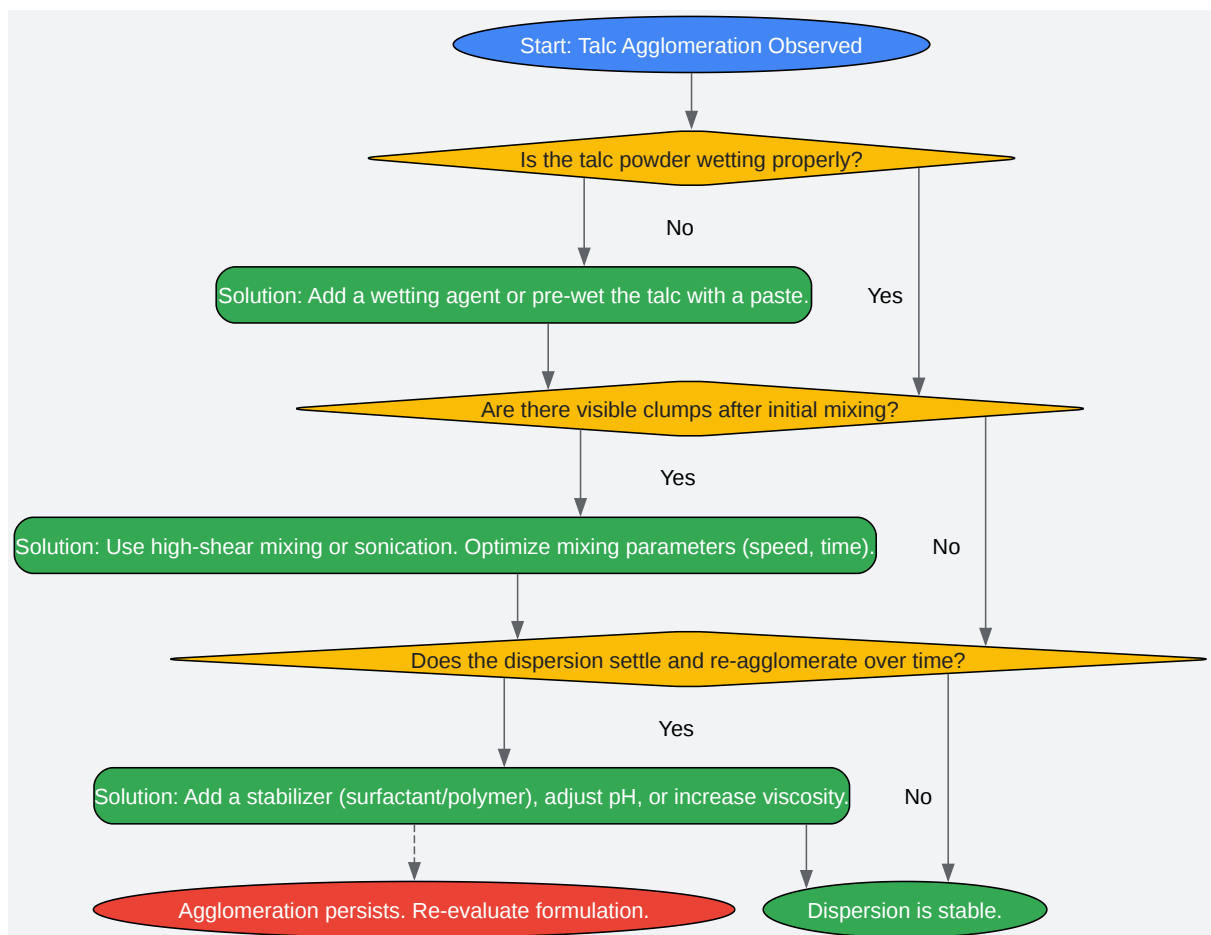 Start: Talc Agglomeration Observed
Is the talc powder wetting properly?
No
Solution: Add a wetting agent or pre-wet the talc with a paste.
Yes
Are there visible clumps after initial mixing?
Yes
Solution: Use high-shear mixing or sonication. Optimize mixing parameters (speed, time).
No
Does the dispersion settle and re-agglomerate over time?
Yes
Solution: Add a stabilizer (surfactant/polymer), adjust pH, or increase viscosity.
No
Agglomeration persists. Re-evaluate formulation.
Dispersion is stable.